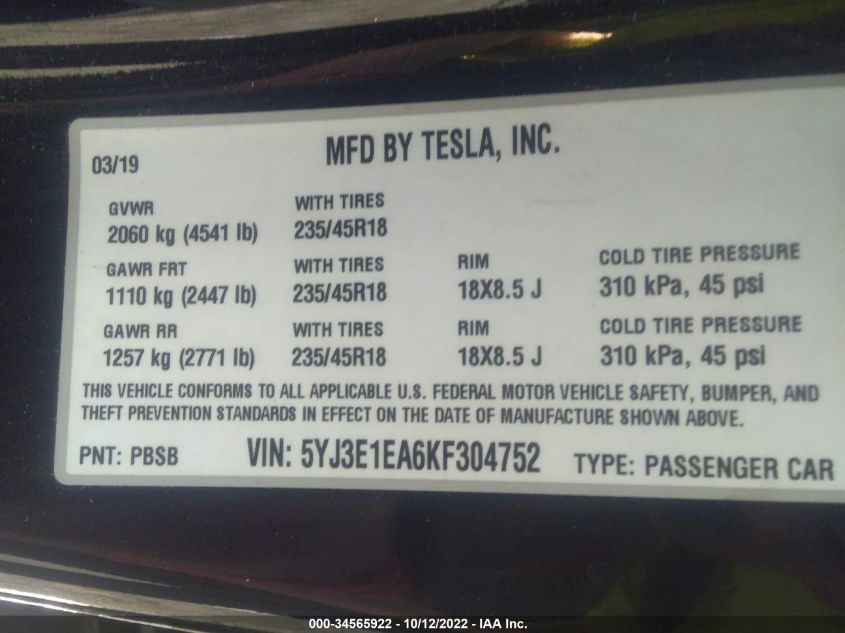 MFD BY TESLA, INC.
03/19
GVWR WITH TIRES
2060 kg (4541 lb) 235/45R18
GAWR FRT WITH TIRES RIM COLD TIRE PRESSURE
1110 kg (2447 lb) 235/45R18 18X8.5 J 310 kPa, 45 psi
GAWR RR WITH TIRES RIM COLD TIRE PRESSURE
1257 kg (2771 lb) 235/45R18 18X8.5 J 310 kPa, 45 psi
THIS VEHICLE CONFORMS TO ALL APPLICABLE U.S. FEDERAL MOTOR VEHICLE SAFETY, BUMPER, AND
THEFT PREVENTION STANDARDS IN EFFECT ON THE DATE OF MANUFACTURE SHOWN ABOVE.
PNT: PBSB VIN: 5YJ3E1EA6KF304752 TYPE: PASSENGER CAR
000-34565922 - 10/12/2022 - IAA Inc.